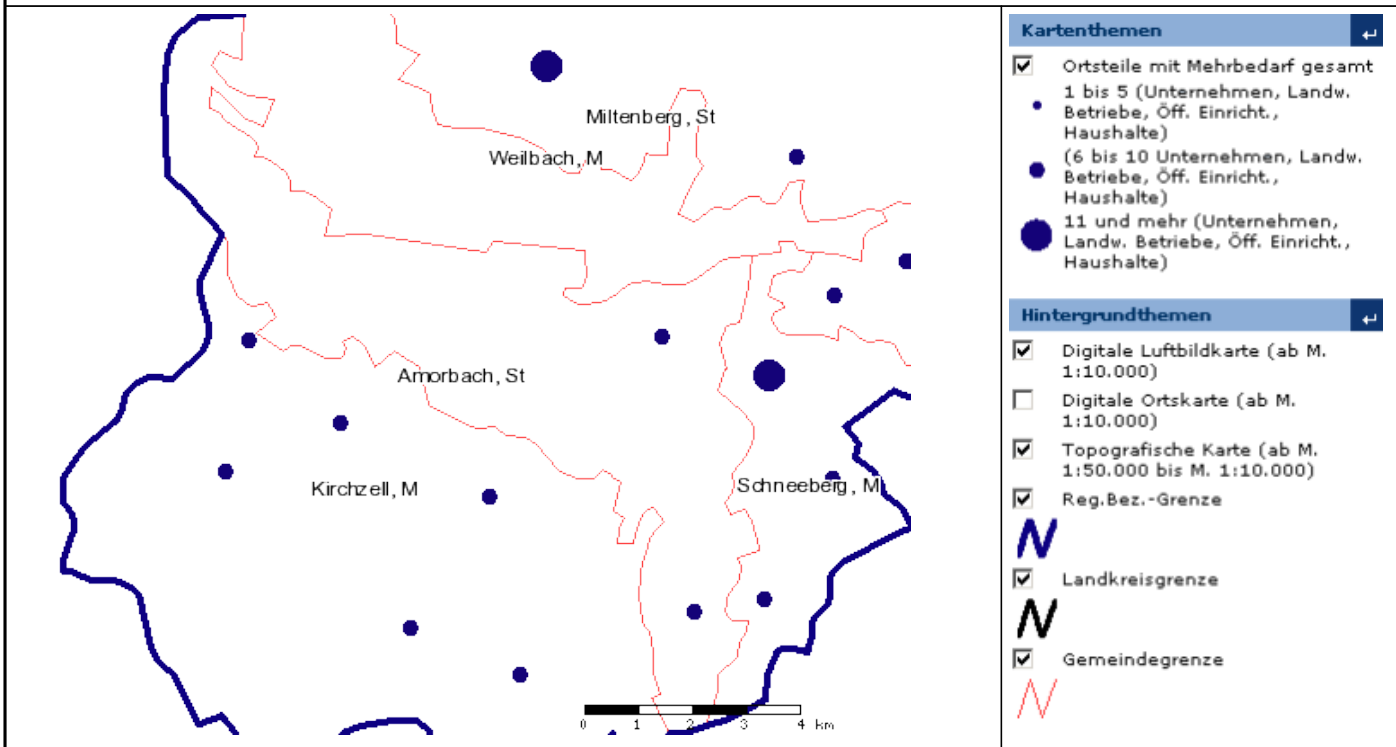 Miltenberg, St
Weilbach, M
Amorbach, St
Kirchzell, M
Schneeberg, M
0 1 2 3 4 km
Kartenthemen
Ortsteile mit Mehrbedarf gesamt
1 bis 5 (Unternehmen, Landw.
Betriebe, Öff. Einricht.,
Haushalte)
(6 bis 10 Unternehmen, Landw.
Betriebe, Öff. Einricht.,
Haushalte)
11 und mehr (Unternehmen,
Landw. Betriebe, Öff. Einricht.,
Haushalte)
Hintergrundthemen
Digitale Luftbildkarte (ab M.
1:10.000)
Digitale Ortskarte (ab M.
1:10.000)
Topografische Karte (ab M.
1:50.000 bis M. 1:10.000)
Reg.Bez.-Grenze
Landkreisgrenze
Gemeindegrenze